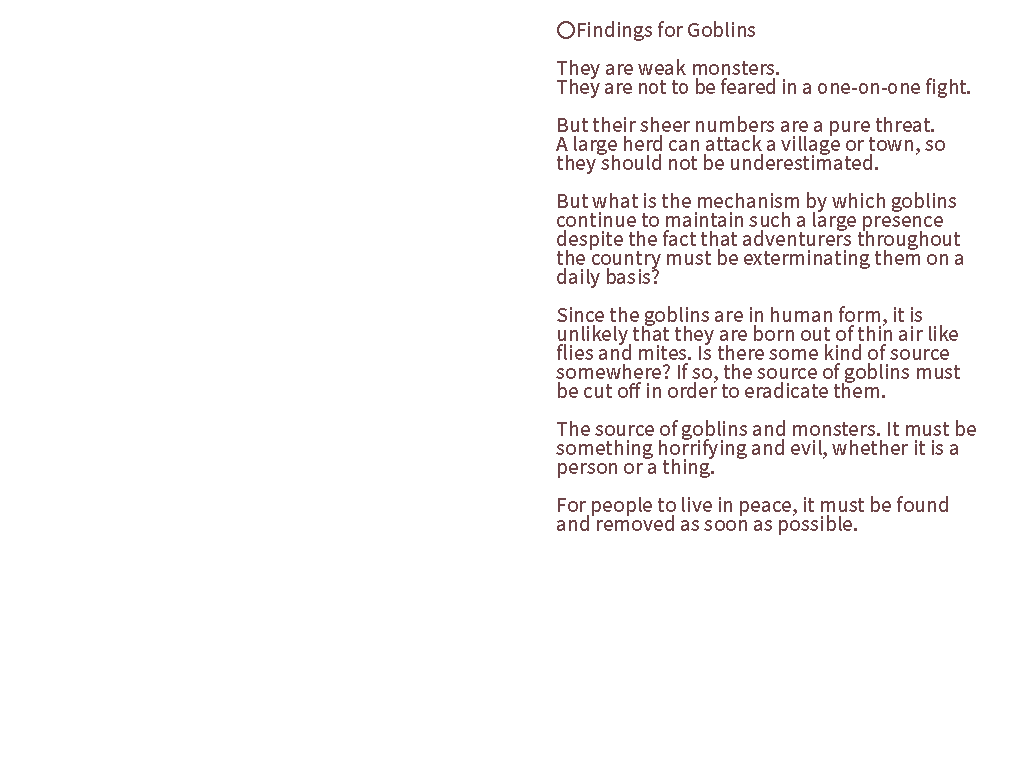 ○Findings for Goblins
They are weak monsters.
They are not to be feared in a one-on-one fight.
But their sheer numbers are a pure threat.
A large herd can attack a village or town, so
they should not be underestimated.
But what is the mechanism by which goblins
continue to maintain such a large presence
despite the fact that adventurers throughout
the country must be exterminating them on a
daily basis?
Since the goblins are in human form, it is
unlikely that they are born out of thin air like
flies and mites. Is there some kind of source
somewhere? If so, the source of goblins must
be cut off in order to eradicate them.
The source of goblins and monsters. It must be
something horrifying and evil, whether it is a
person or a thing.
For people to live in peace, it must be found
and removed as soon as possible.